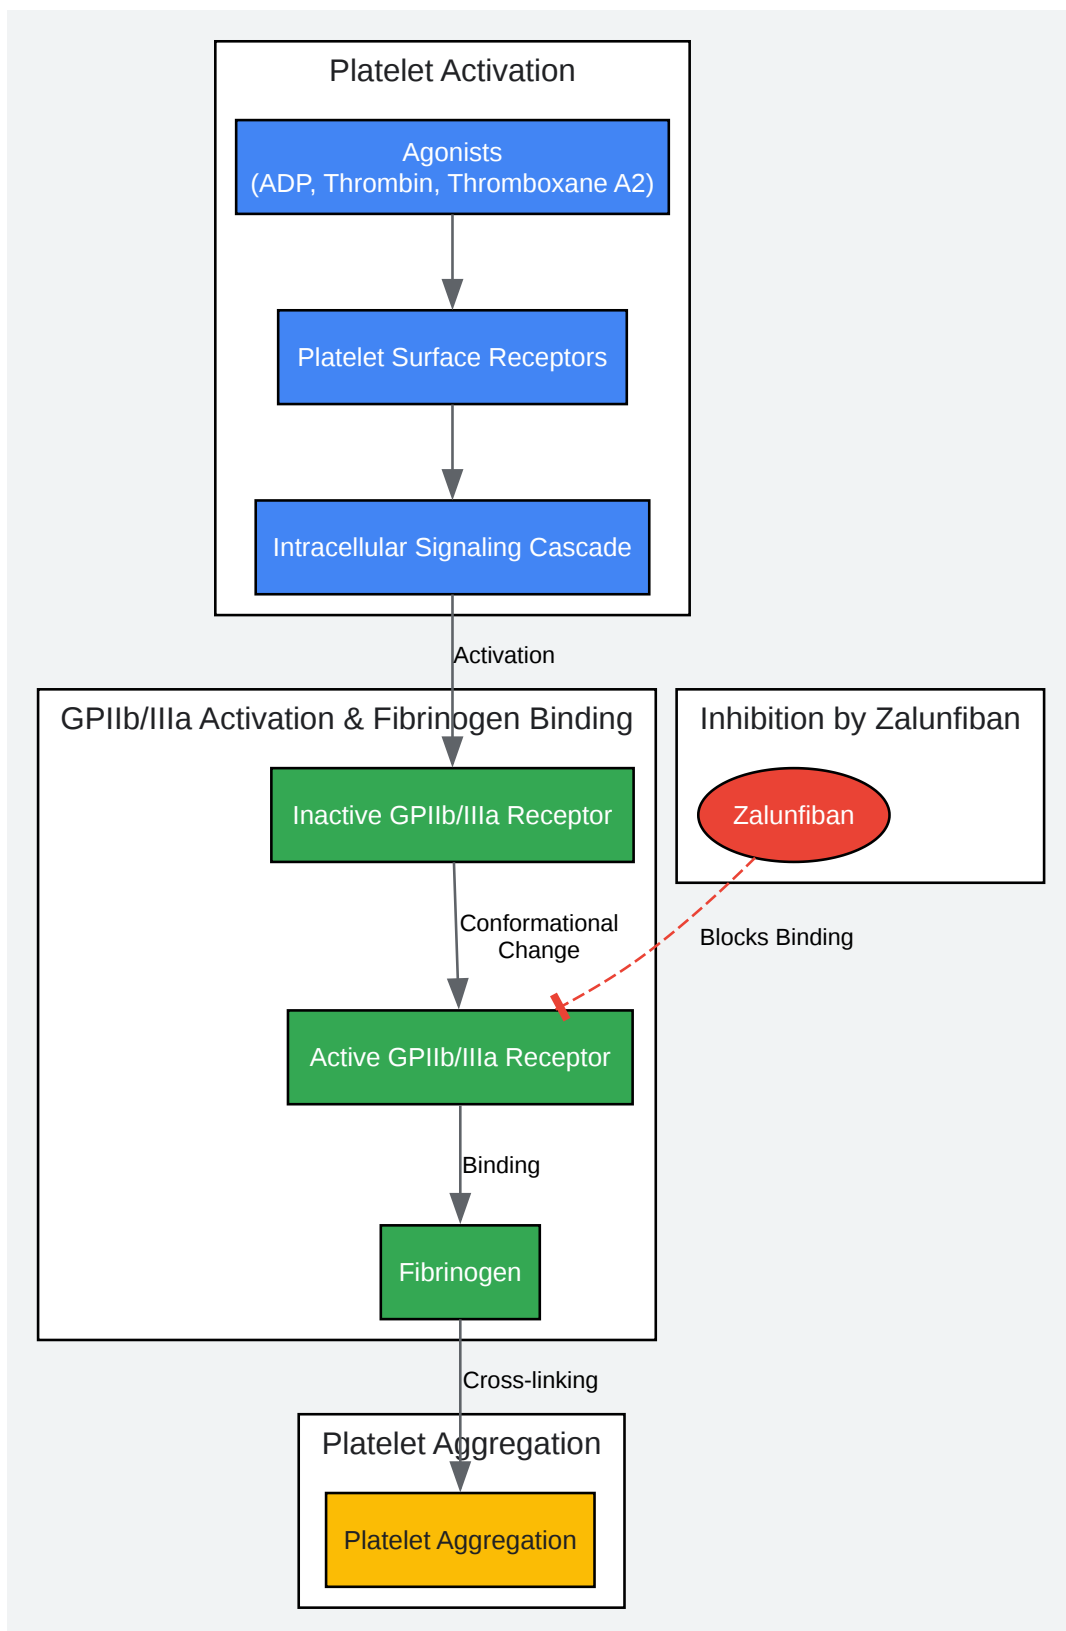 Platelet Activation
Agonists
(ADP, Thrombin, Thromboxane A2)
Platelet Surface Receptors
Intracellular Signaling Cascade
Activation
GPIIb/IIIa Activation & Fibrinogen Binding
Inhibition by Zalunfiban
Inactive GPIIb/IIIa Receptor
Zalunfiban
Conformational
Change
Blocks Binding
Active GPIIb/IIIa Receptor
Binding
Fibrinogen
Cross-linking
Platelet Aggregation
Platelet Aggregation